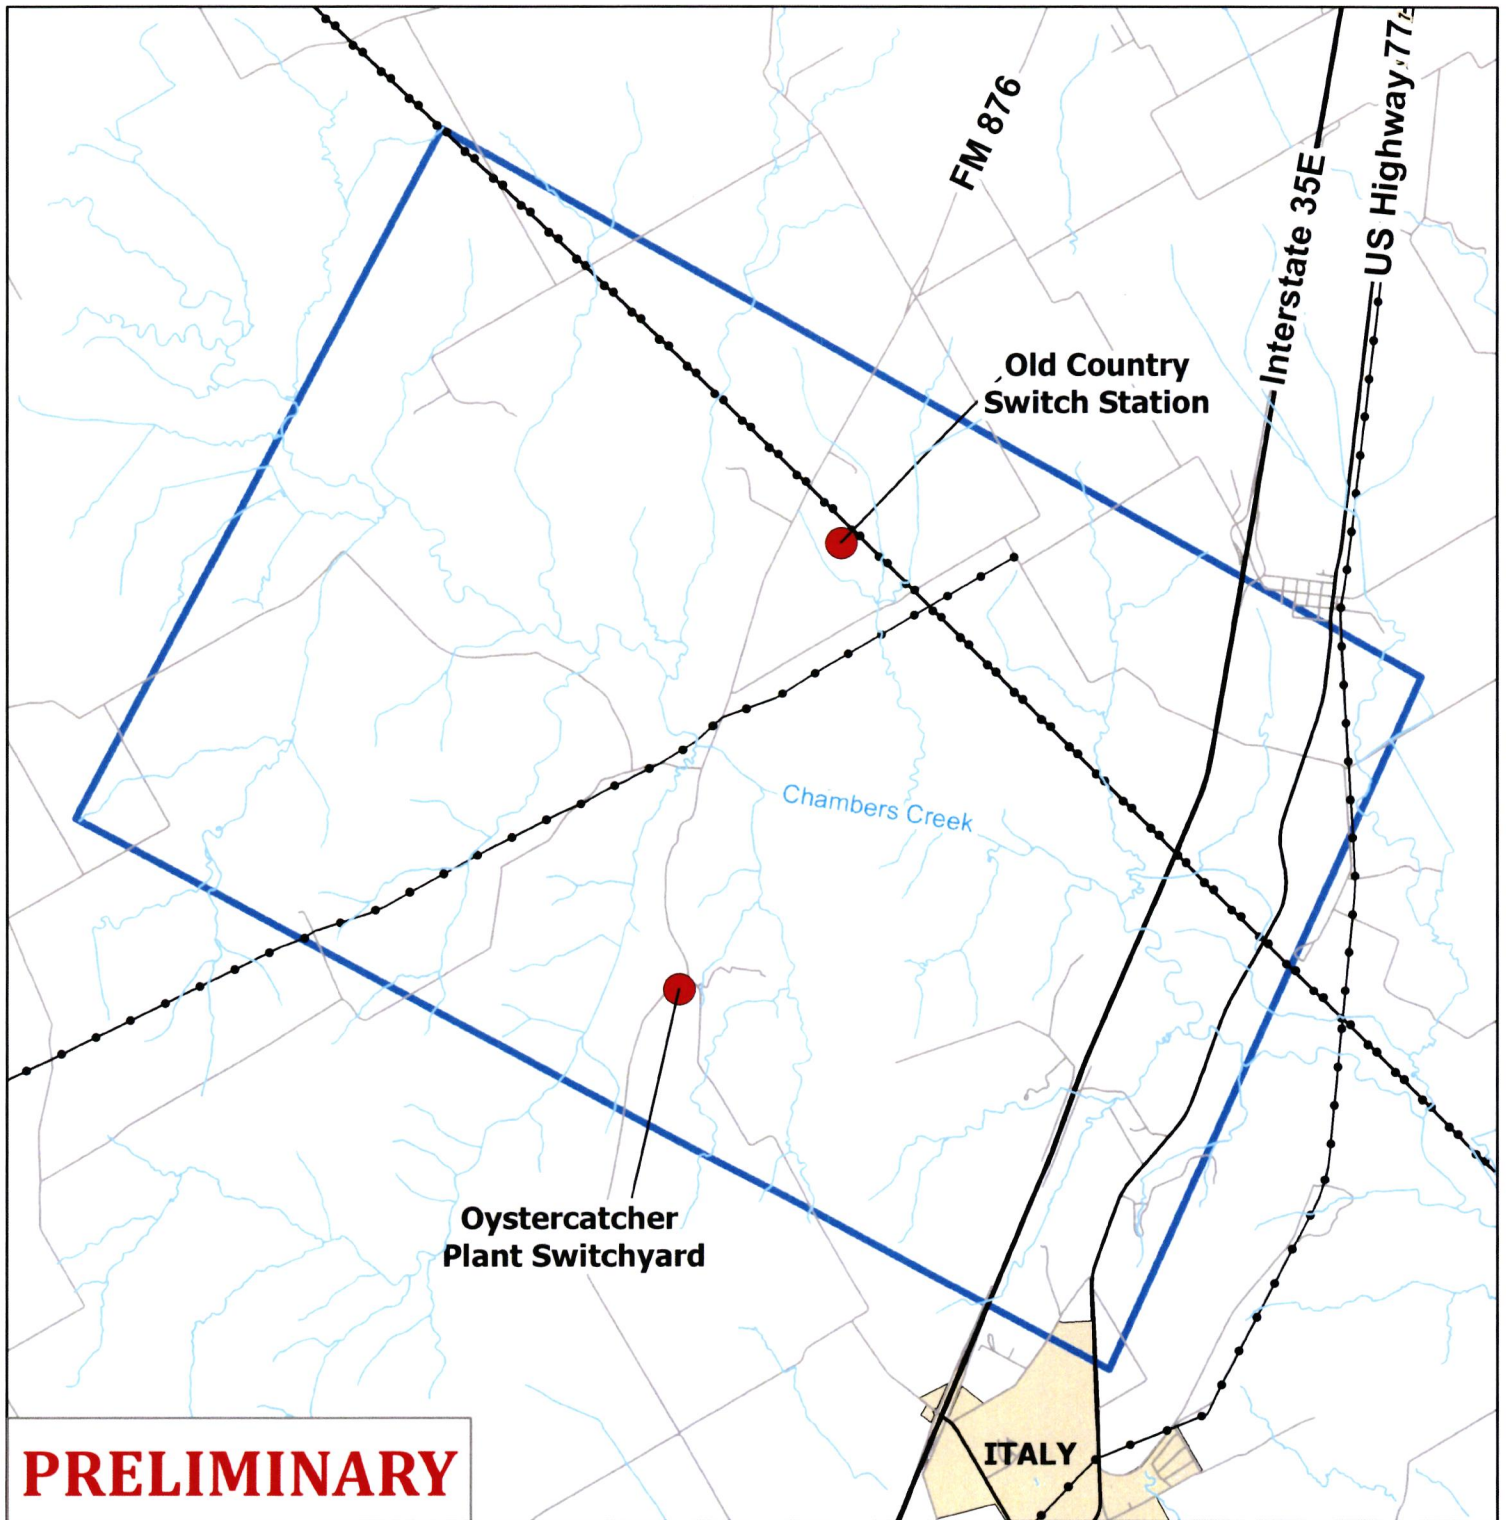 US Highway 77
FM 876
Interstate 35E
Old Country
Switch Station
Chambers Creek
Oystercatcher
Plant Switchyard
ITALY
PRELIMINARY